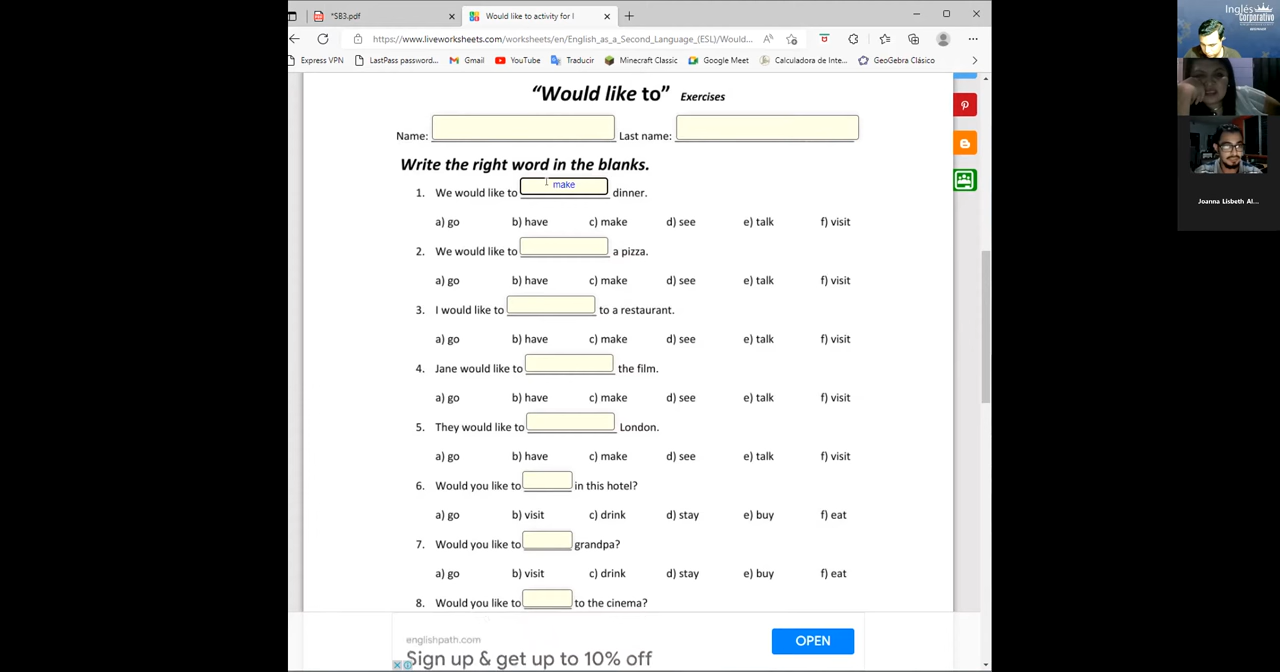 *SB3.pdf
Would like to activity for I
https://www.liveworksheets.com/worksheets/en/English_as_a_Second_Language_(ESL)/Would...
Express VPN
LastPass password...
Gmail
YouTube
Traducir
Minecraft Classic
Google Meet
Calculadora de Inte...
GeoGebra Clásico
"Would like to" Exercises
Name: Last name:
Write the right word in the blanks.
1. We would like to make dinner.
a) go b) have c) make d) see e) talk f) visit
2. We would like to a pizza.
a) go b) have c) make d) see e) talk f) visit
3. I would like to to a restaurant.
a) go b) have c) make d) see e) talk f) visit
4. Jane would like to the film.
a) go b) have c) make d) see e) talk f) visit
5. They would like to London.
a) go b) have c) make d) see e) talk f) visit
6. Would you like to in this hotel?
a) go b) visit c) drink d) stay e) buy f) eat
7. Would you like to grandpa?
a) go b) visit c) drink d) stay e) buy f) eat
8. Would you like to to the cinema?
englishpath.com
Sign up & get up to 10% off
OPEN
Inglés
Corporativo
Joanna Lisbeth Al...